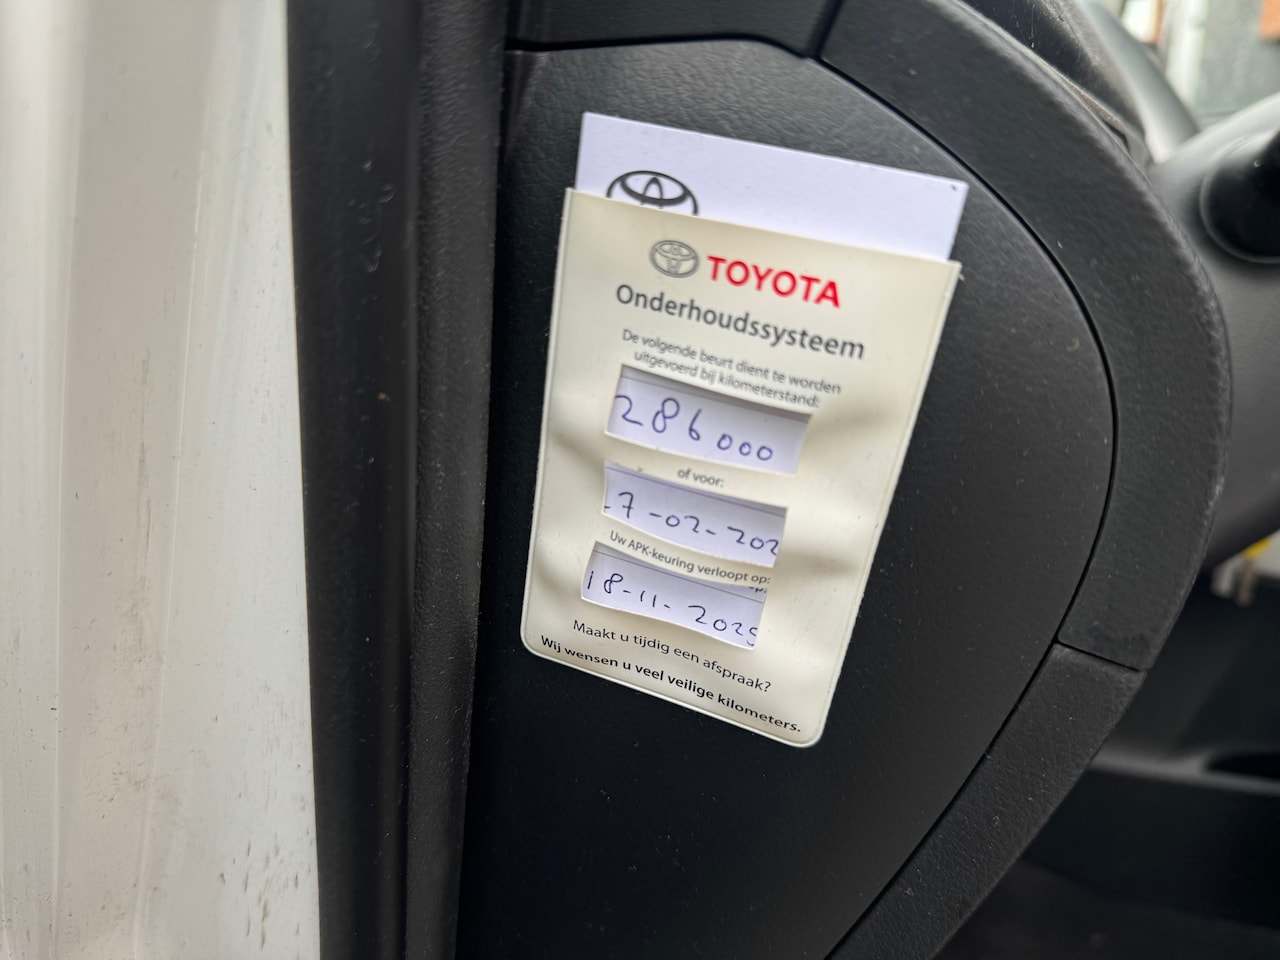 TOYOTA
Onderhoudssysteem
De volgende beurt dient te worden
uitgevoerd bij kilometerstand:
286000
of voor:
-7-02-202
Uw APK-keuring verloopt op:
op:
18-11-2025
Maakt u tijdig een afspraak?
Wij wensen u veel veilige kilometers.